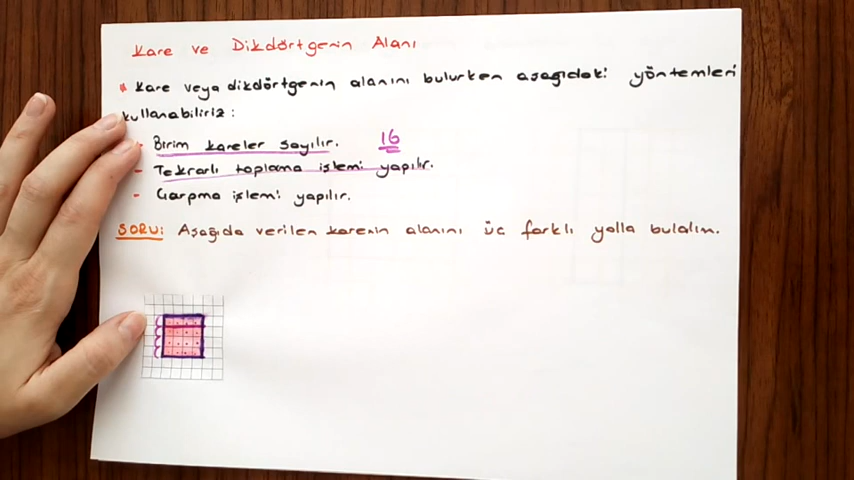 Kare ve Dikdörtgenin Alanı
* Kare veya dikdörtgenin alanını bulurken aşağıdaki yöntemleri
kullanabiliriz:
- Birim kareler sayılır. 16
- Tekrarlı toplama işlemi yapılır.
- Çarpma işlemi yapılır.
SORU: Aşağıda verilen karenin alanını üç farklı yolla bulalım.